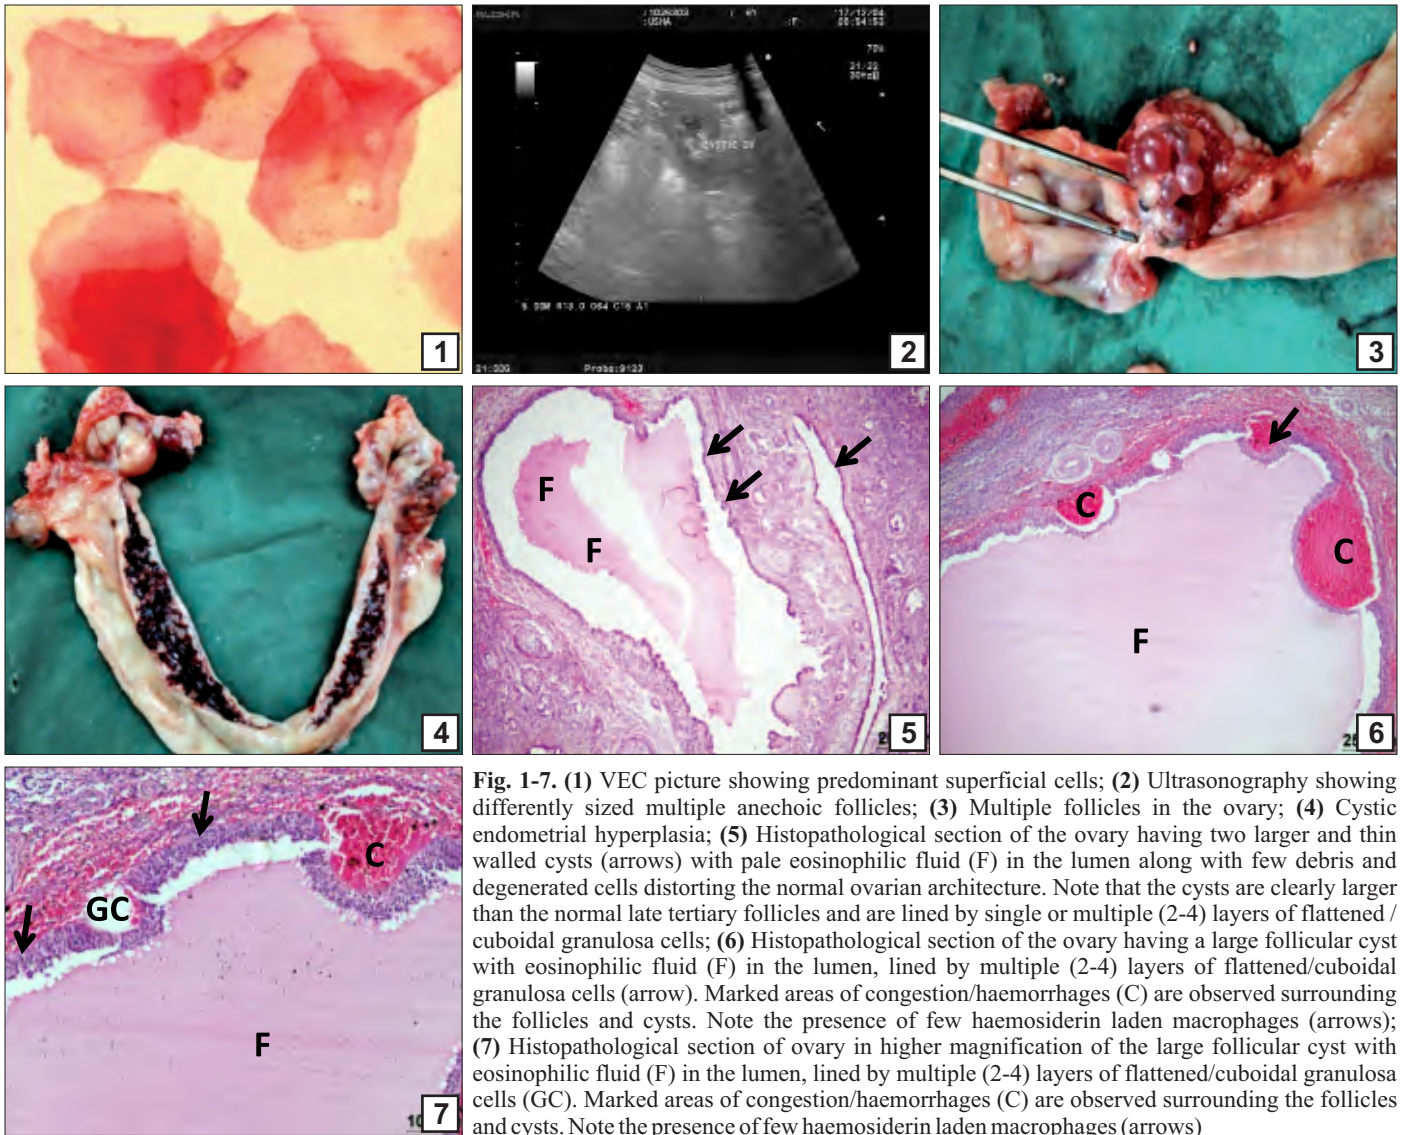 1
:USHA
:F
17/12/04
08:54:53
CYSTIC OV
21:03G
2
3
4
F
F
5
C
C
F
6
C
GC
F
7
Fig. 1-7. (1) VEC picture showing predominant superficial cells; (2) Ultrasonography showing
differently sized multiple anechoic follicles; (3) Multiple follicles in the ovary; (4) Cystic
endometrial hyperplasia; (5) Histopathological section of the ovary having two larger and thin
walled cysts (arrows) with pale eosinophilic fluid (F) in the lumen along with few debris and
degenerated cells distorting the normal ovarian architecture. Note that the cysts are clearly larger
than the normal late tertiary follicles and are lined by single or multiple (2-4) layers of flattened /
cuboidal granulosa cells; (6) Histopathological section of the ovary having a large follicular cyst
with eosinophilic fluid (F) in the lumen, lined by multiple (2-4) layers of flattened/cuboidal
granulosa cells (arrow). Marked areas of congestion/haemorrhages (C) are observed surrounding
the follicles and cysts. Note the presence of few haemosiderin laden macrophages (arrows);
(7) Histopathological section of ovary in higher magnification of the large follicular cyst with
eosinophilic fluid (F) in the lumen, lined by multiple (2-4) layers of flattened/cuboidal granulosa
cells (GC). Marked areas of congestion/haemorrhages (C) are observed surrounding the follicles
and cysts. Note the presence of few haemosiderin laden macrophages (arrows)